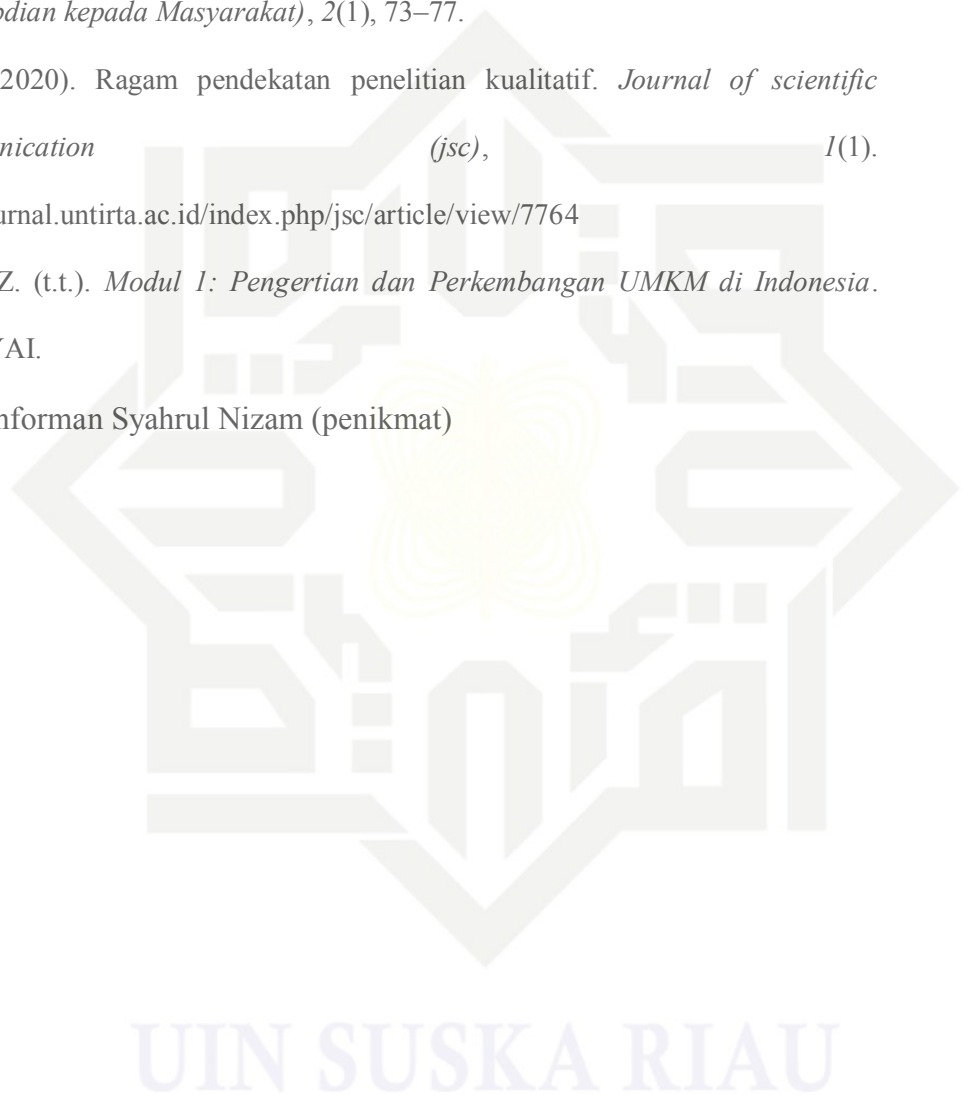 odian kepada Masyarakat), 2(1), 73–77.
2020). Ragam pendekatan penelitian kualitatif. Journal of scientific
nication (jsc), 1(1).
urnal.untirta.ac.id/index.php/jsc/article/view/7764
Z. (t.t.). Modul 1: Pengertian dan Perkembangan UMKM di Indonesia.
YAI.
nforman Syahrul Nizam (penikmat)
UIN SUSKA RIAU